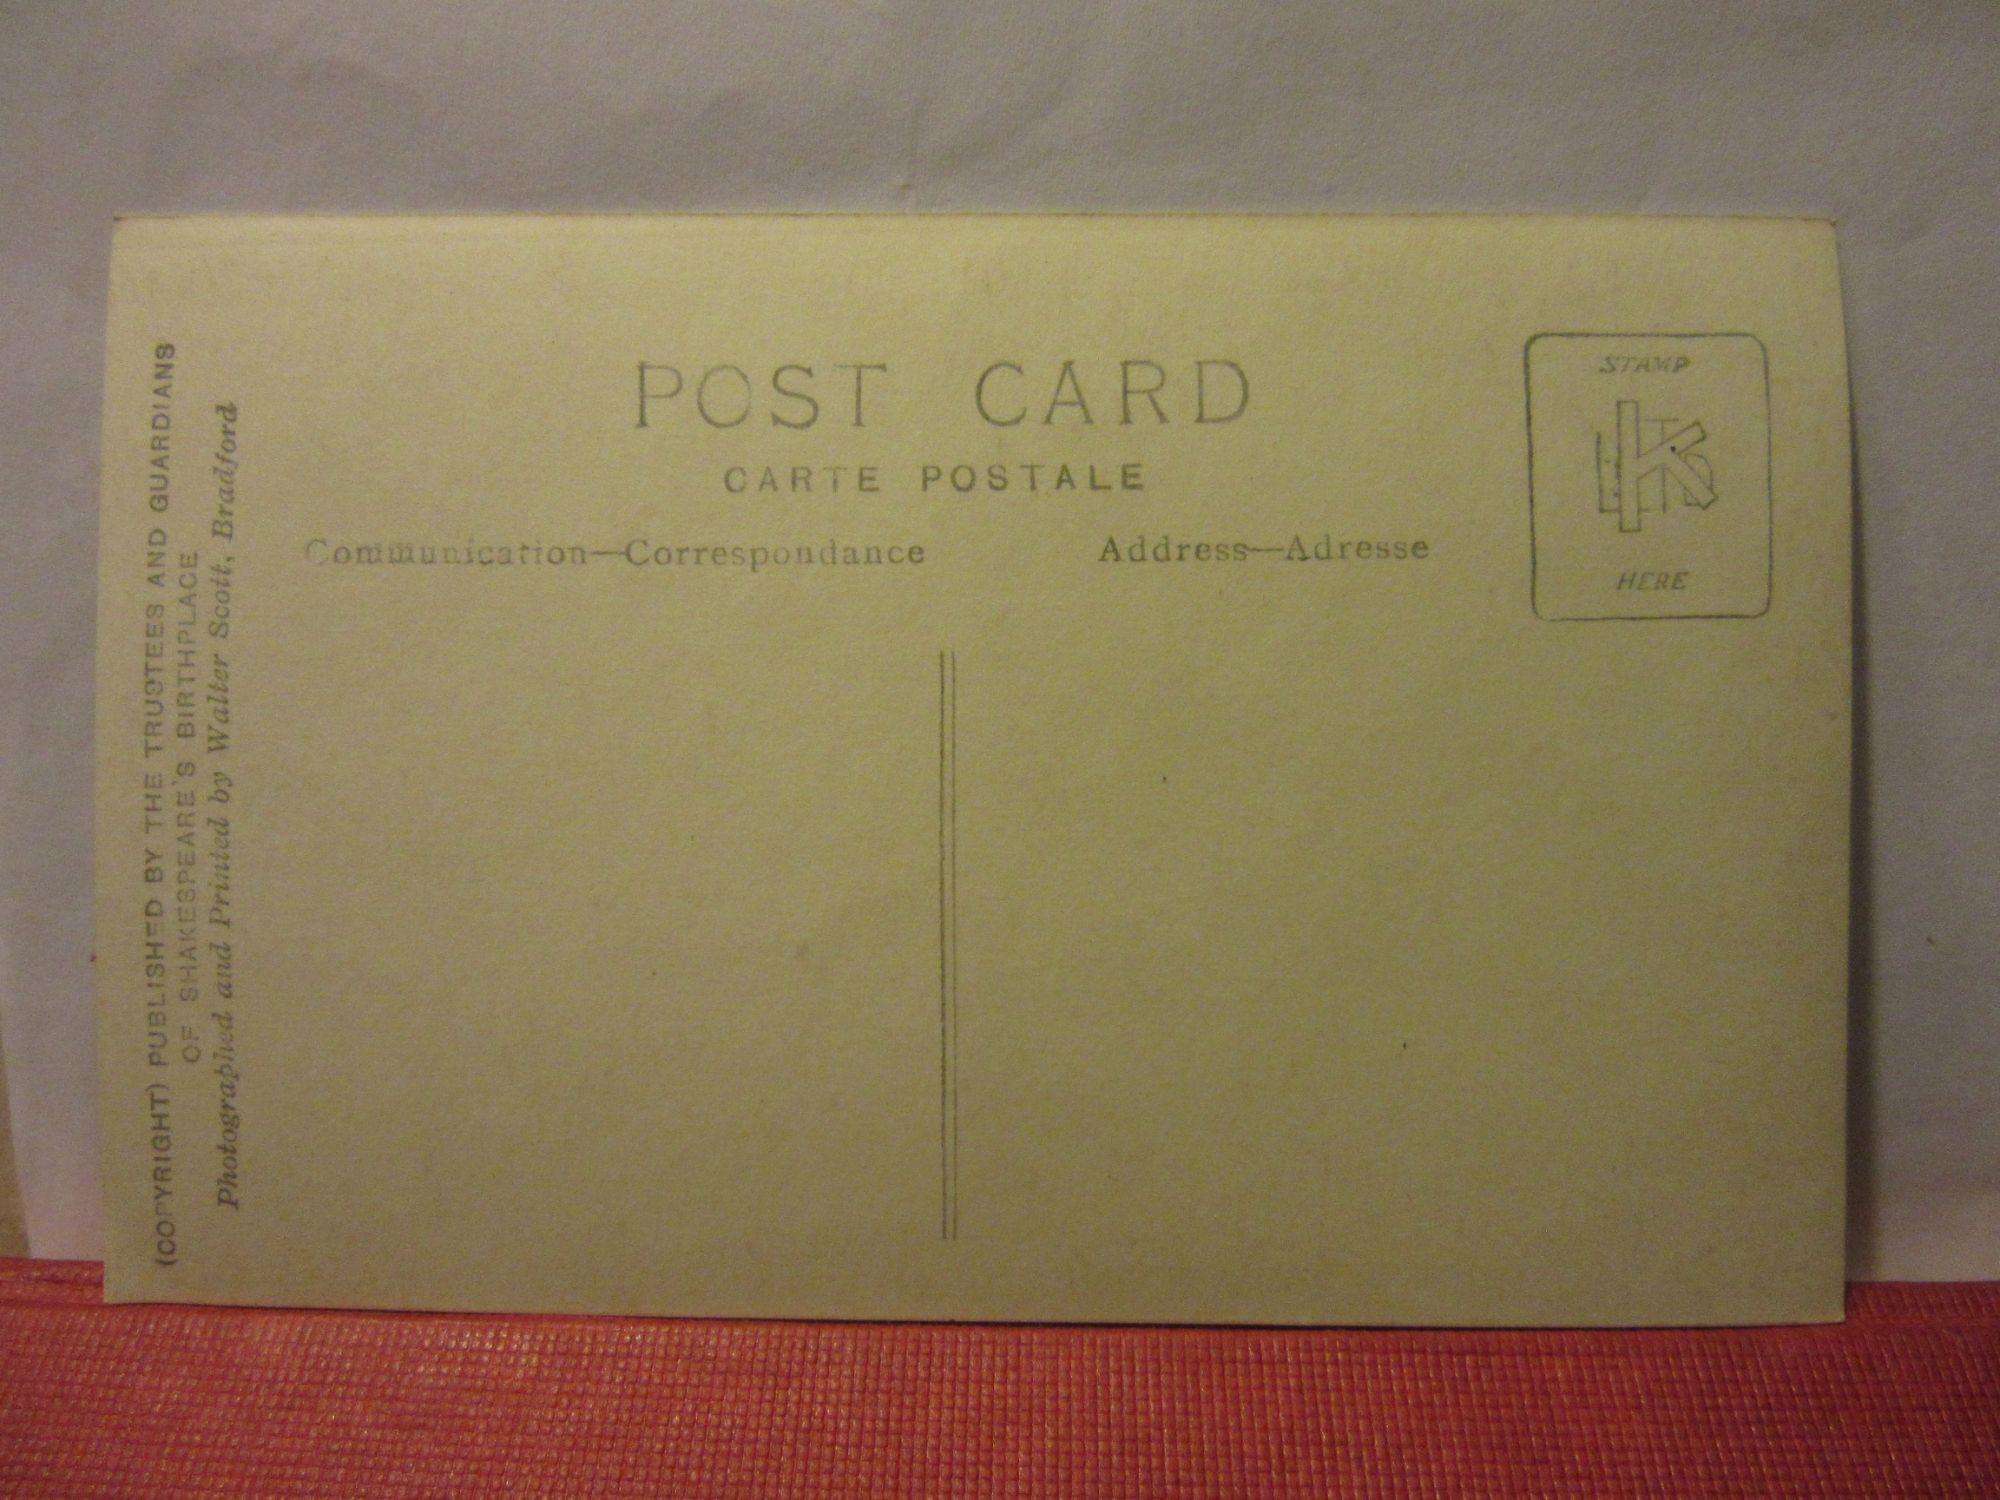 POST CARD
CARTE POSTALE
Communication—Correspondance
Address—Adresse
STAMP
K
HERE
(COPYRIGHT) PUBLISHED BY THE TRUSTEES AND GUARDIANS
OF SHAKESPEARE'S BIRTHPLACE
Photographed and Printed by Walter Scott, Bradford